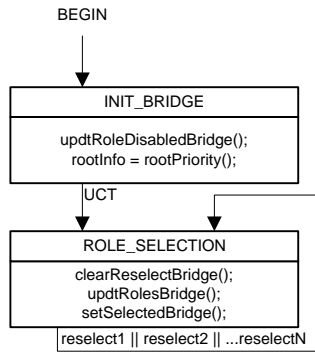 BEGIN
INIT_BRIDGE
updtRoleDisabledBridge();
rootInfo = rootPriority();
UCT
ROLE_SELECTION
clearReselectBridge();
updtRolesBridge();
setSelectedBridge();
reselect1 || reselect2 || ...reselectN